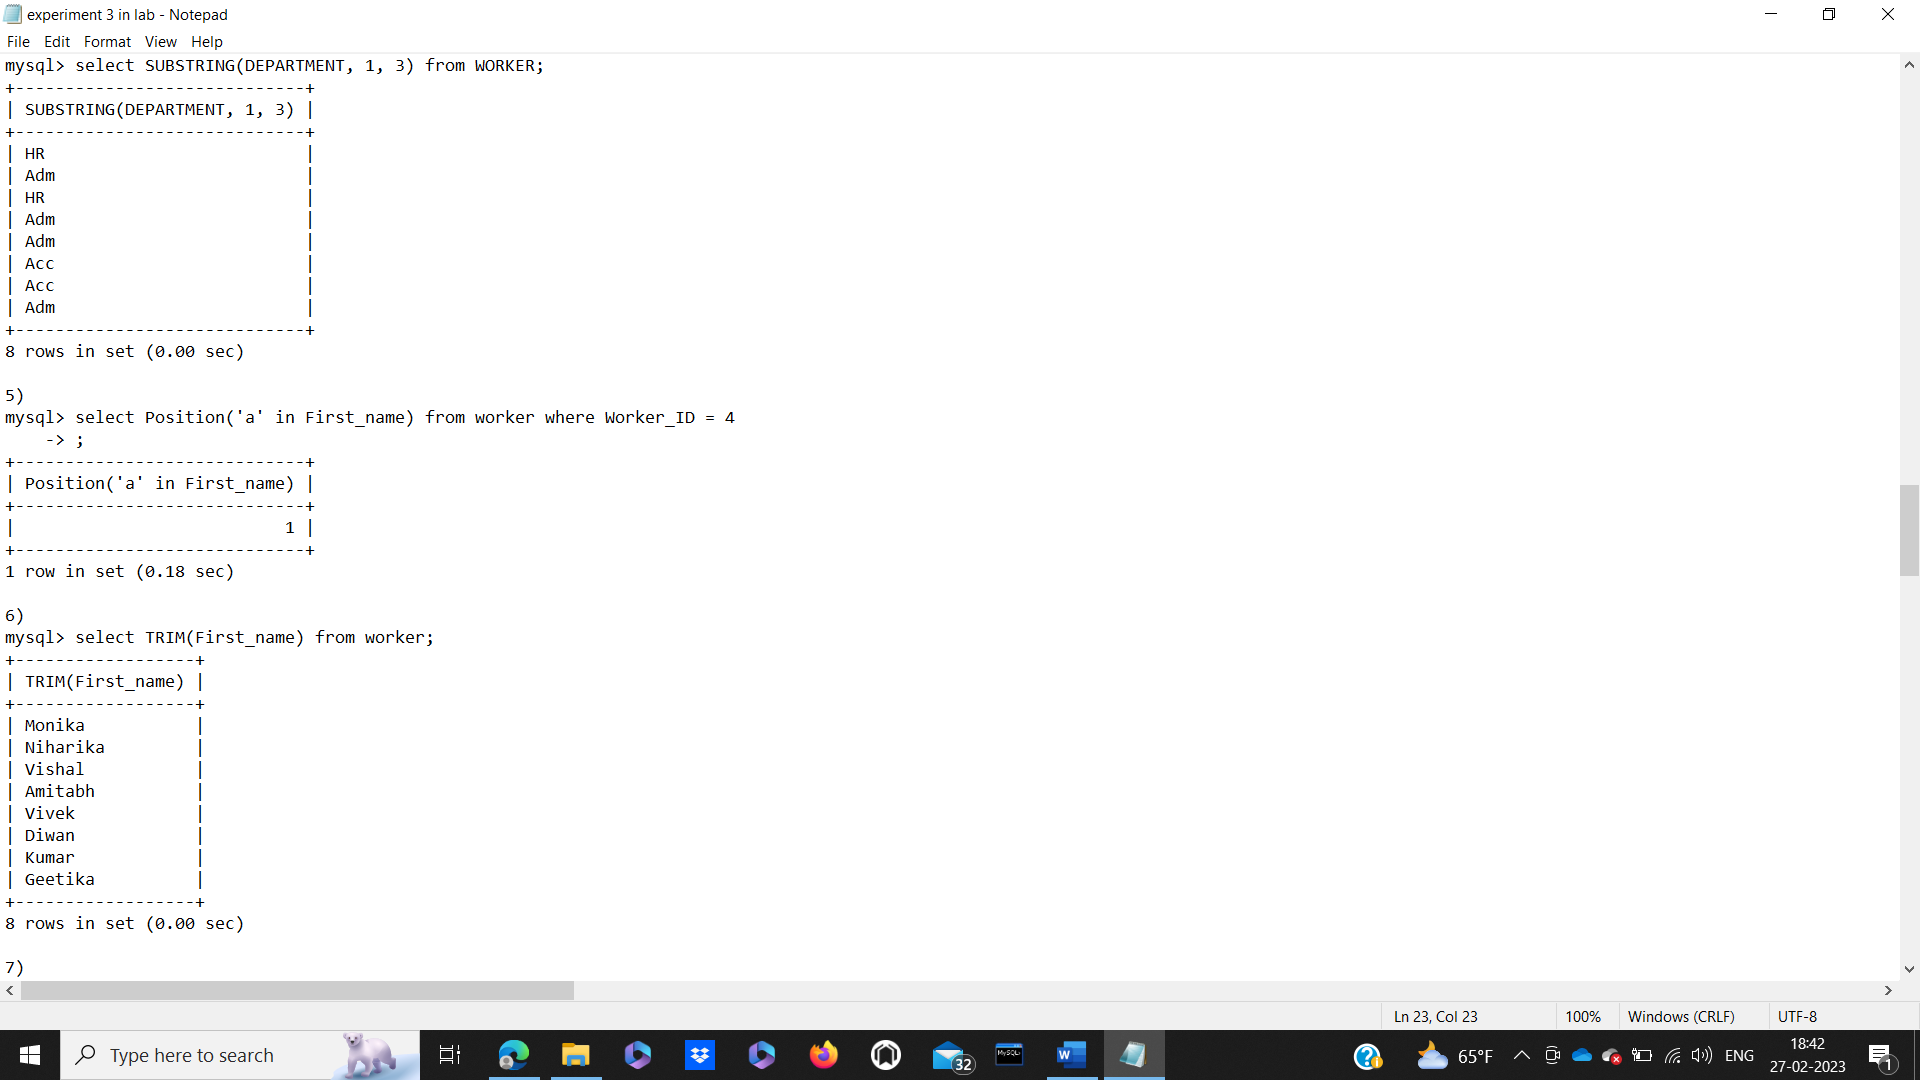 experiment 3 in lab - Notepad
File Edit Format View Help
mysql> select SUBSTRING(DEPARTMENT, 1, 3) from WORKER;
+-----------------------------+
| SUBSTRING(DEPARTMENT, 1, 3) |
+-----------------------------+
| HR                          |
| Adm                         |
| HR                          |
| Adm                         |
| Adm                         |
| Acc                         |
| Acc                         |
| Adm                         |
+-----------------------------+
8 rows in set (0.00 sec)
5)
mysql> select Position('a' in First_name) from worker where Worker_ID = 4
    -> ;
+-----------------------------+
| Position('a' in First_name) |
+-----------------------------+
|                           1 |
+-----------------------------+
1 row in set (0.18 sec)
6)
mysql> select TRIM(First_name) from worker;
+------------------+
| TRIM(First_name) |
+------------------+
| Monika           |
| Niharika         |
| Vishal           |
| Amitabh          |
| Vivek            |
| Diwan            |
| Kumar            |
| Geetika          |
+------------------+
8 rows in set (0.00 sec)
7)
Ln 23, Col 23 100% Windows (CRLF) UTF-8
Type here to search 32 65°F ENG 18:42
27-02-2023 1